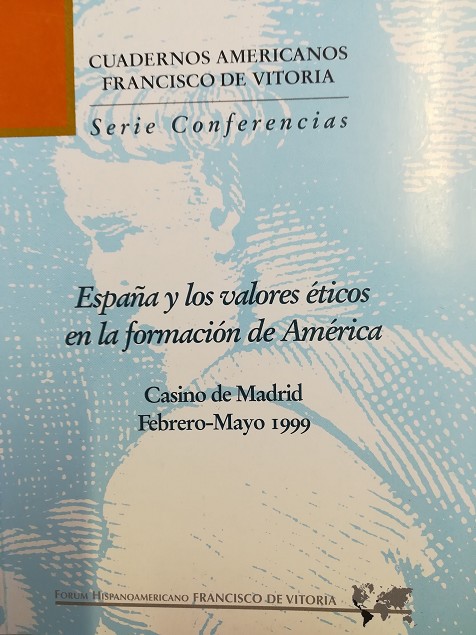 CUADERNOS AMERICANOS
FRANCISCO DE VITORIA
Serie Conferencias
España y los valores éticos
en la formación de América
Casino de Madrid
Febrero-Mayo 1999
FORUM HISPANOAMERICANO FRANCISCO DE VITORIA